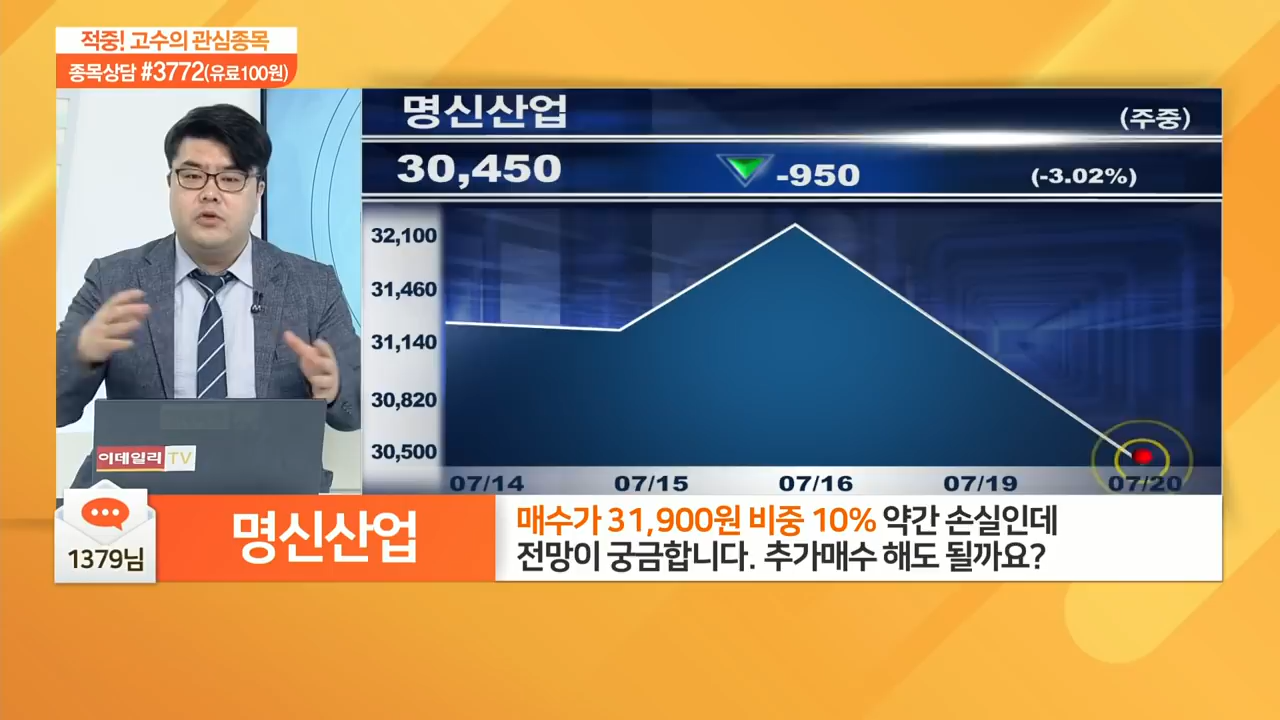 적중! 고수의 관심종목
종목상담 #3772(유료100원)
명신산업
(주중)
30,450
-950
(-3.02%)
32,100
31,460
31,140
30,820
30,500
07/14
07/15
07/16
07/19
07/20
이데일리TV
1379님
명신산업
매수가 31,900원 비중 10% 약간 손실인데
전망이 궁금합니다. 추가매수 해도 될까요?